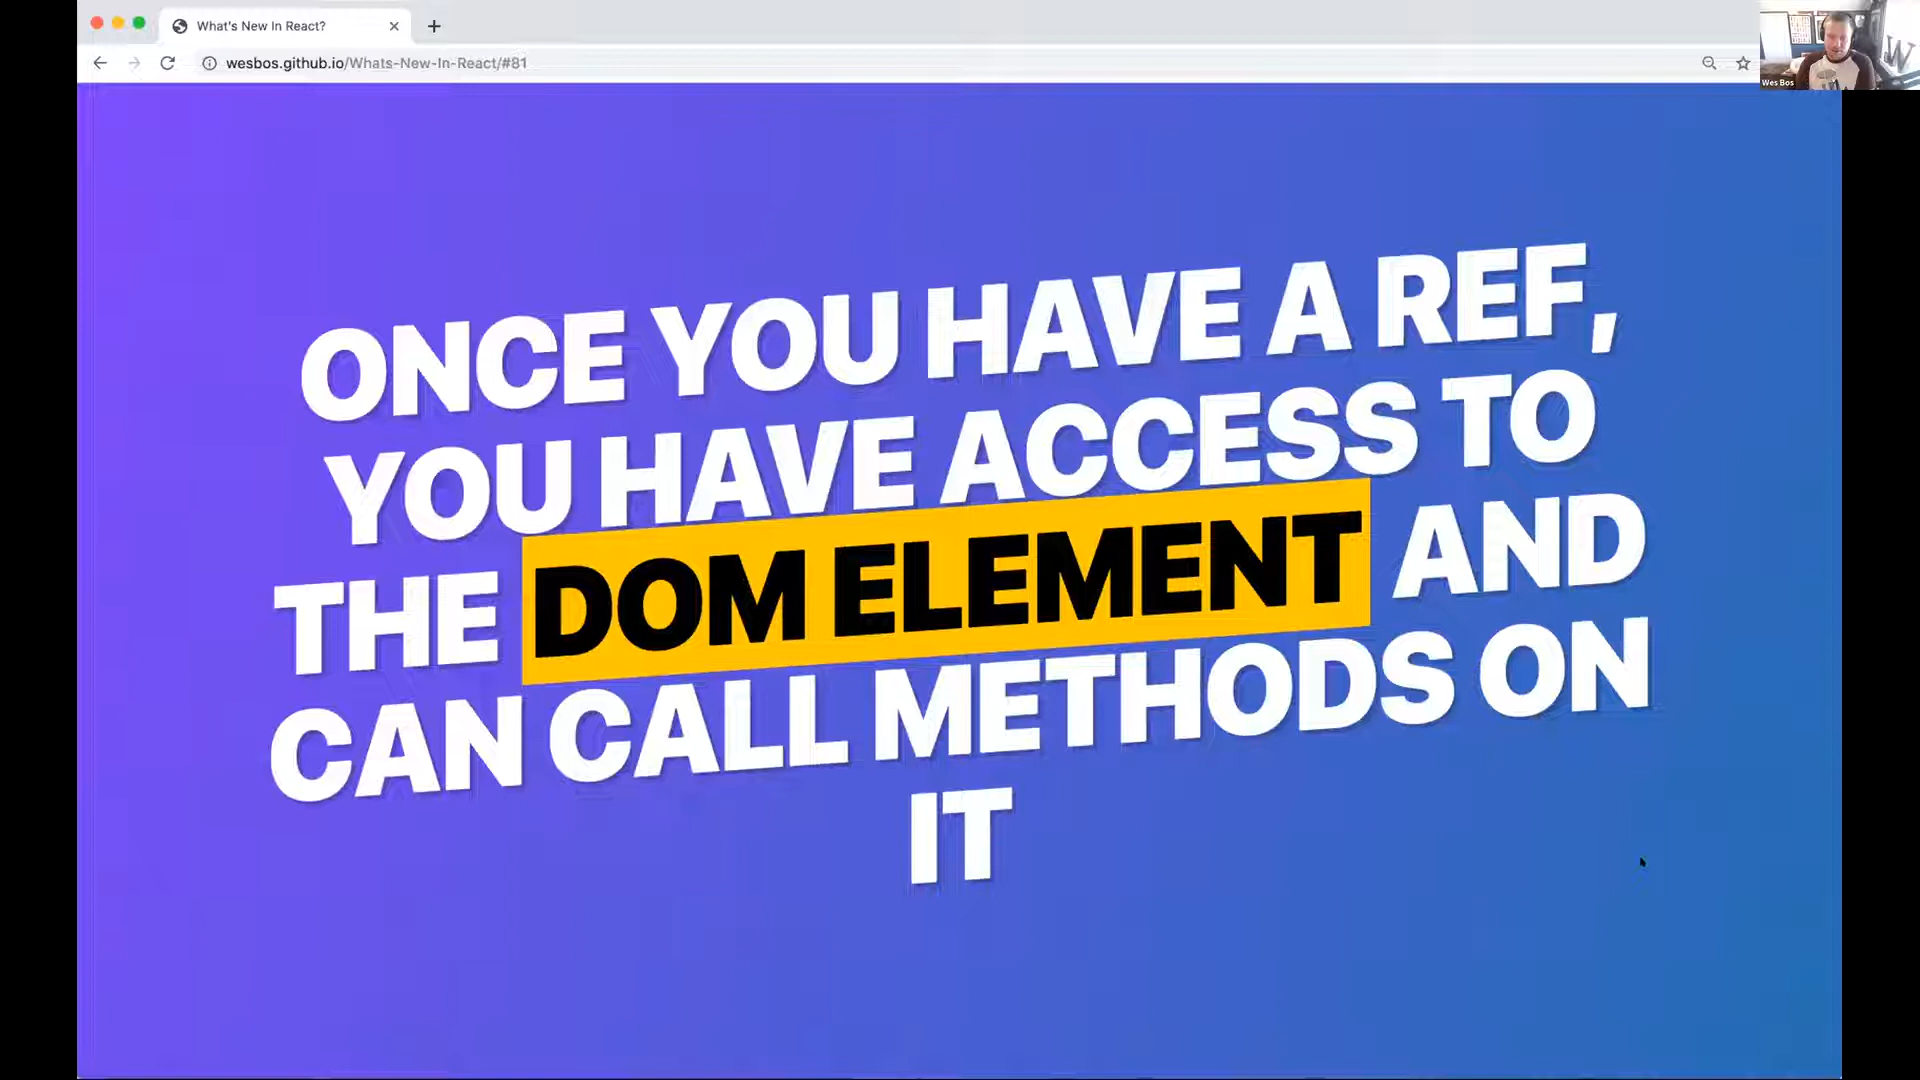 What's New In React?
wesbos.github.io/Whats-New-In-React/#81
Wes Bos
W
ONCE YOU HAVE A REF,
YOU HAVE ACCESS TO
THE DOM ELEMENT AND
CAN CALL METHODS ON
IT